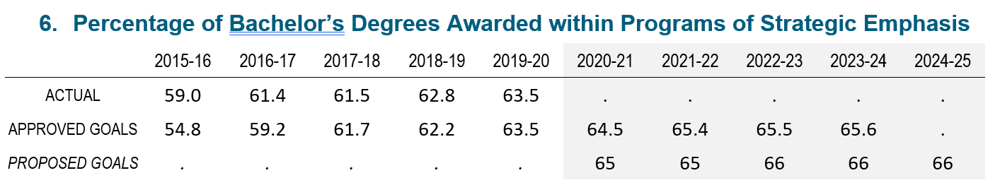 6. Percentage of Bachelor’s Degrees Awarded within Programs of Strategic Emphasis
2015-16 2016-17 2017-18 2018-19 2019-20 2020-21 2021-22 2022-23 2023-24 2024-25
ACTUAL 59.0 61.4 61.5 62.8 63.5 . . . . .
APPROVED GOALS 54.8 59.2 61.7 62.2 63.5 64.5 65.4 65.5 65.6 .
PROPOSED GOALS . . . . . 65 65 66 66 66